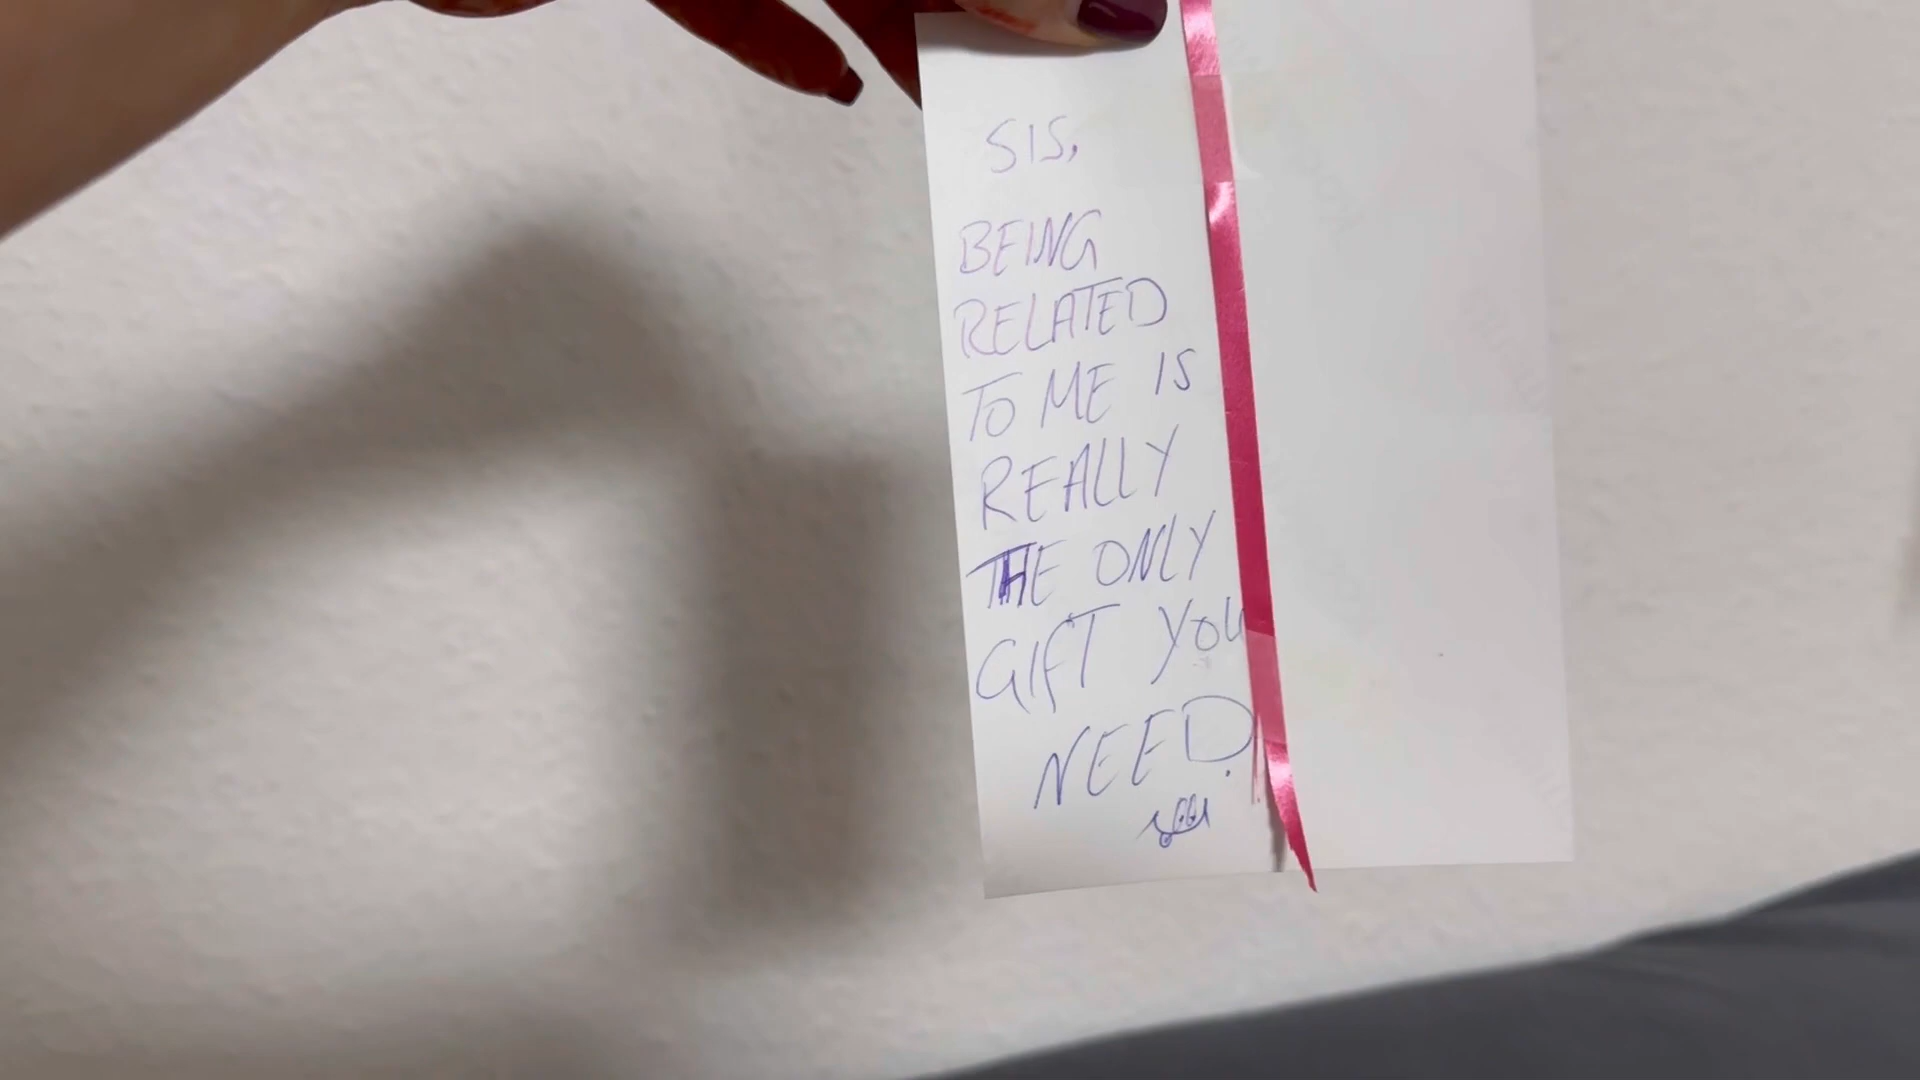 SIS,
BEING
RELATED
TO ME IS
REALLY
THE ONLY
GIFT YOU
NEED.